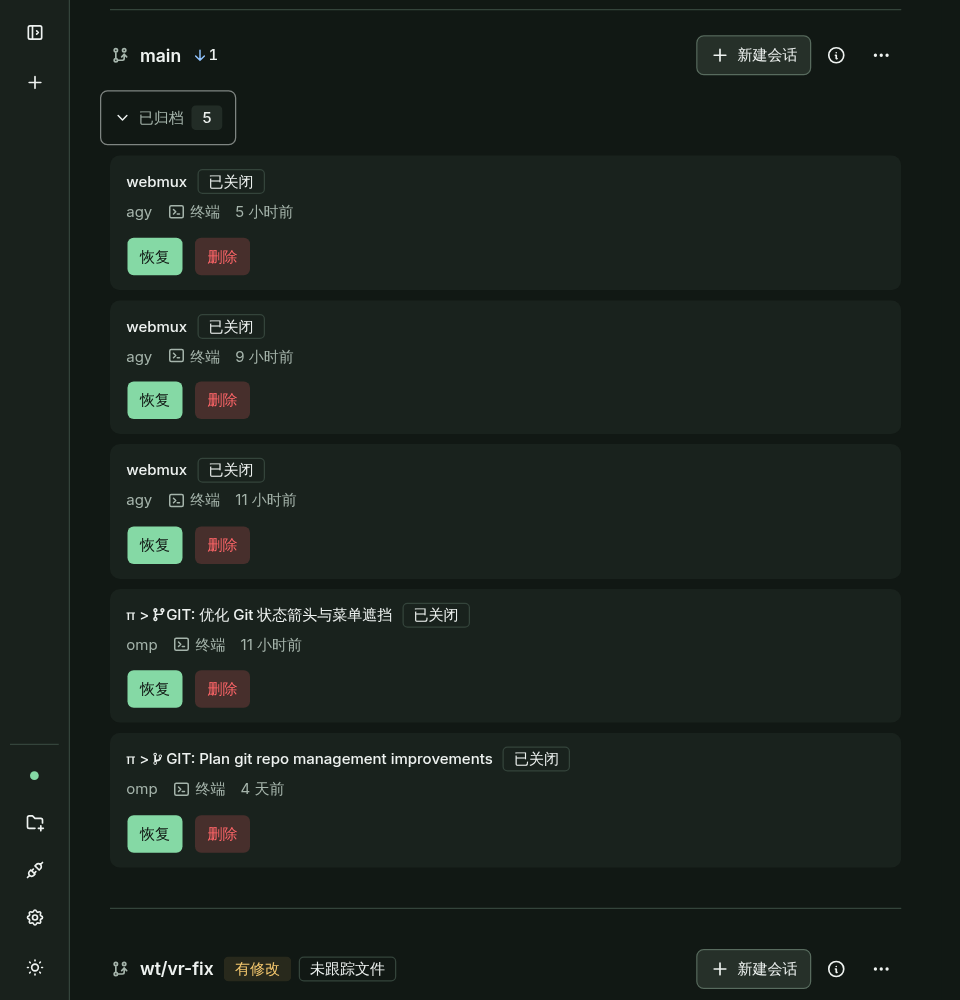 main ↓1 + 新建会话
已归档 5
webmux 已关闭
agy 终端 5 小时前
恢复 删除
webmux 已关闭
agy 终端 9 小时前
恢复 删除
webmux 已关闭
agy 终端 11 小时前
恢复 删除
π > GIT: 优化 Git 状态箭头与菜单遮挡 已关闭
omp 终端 11 小时前
恢复 删除
π > GIT: Plan git repo management improvements 已关闭
omp 终端 4 天前
恢复 删除
wt/vr-fix 有修改 未跟踪文件 + 新建会话